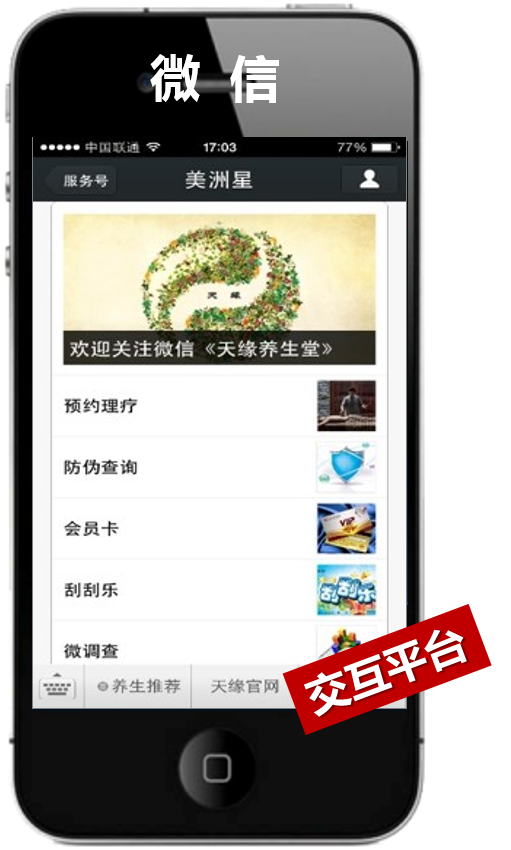 微 信
●●●●● 中国联通 17:03 77%
服务号 美洲星
天 缘
欢迎关注微信《天缘养生堂》
预约理疗
防伪查询
会员卡
VIP
刮刮乐
刮刮乐
微调查
养生推荐 天缘官网
交互平台